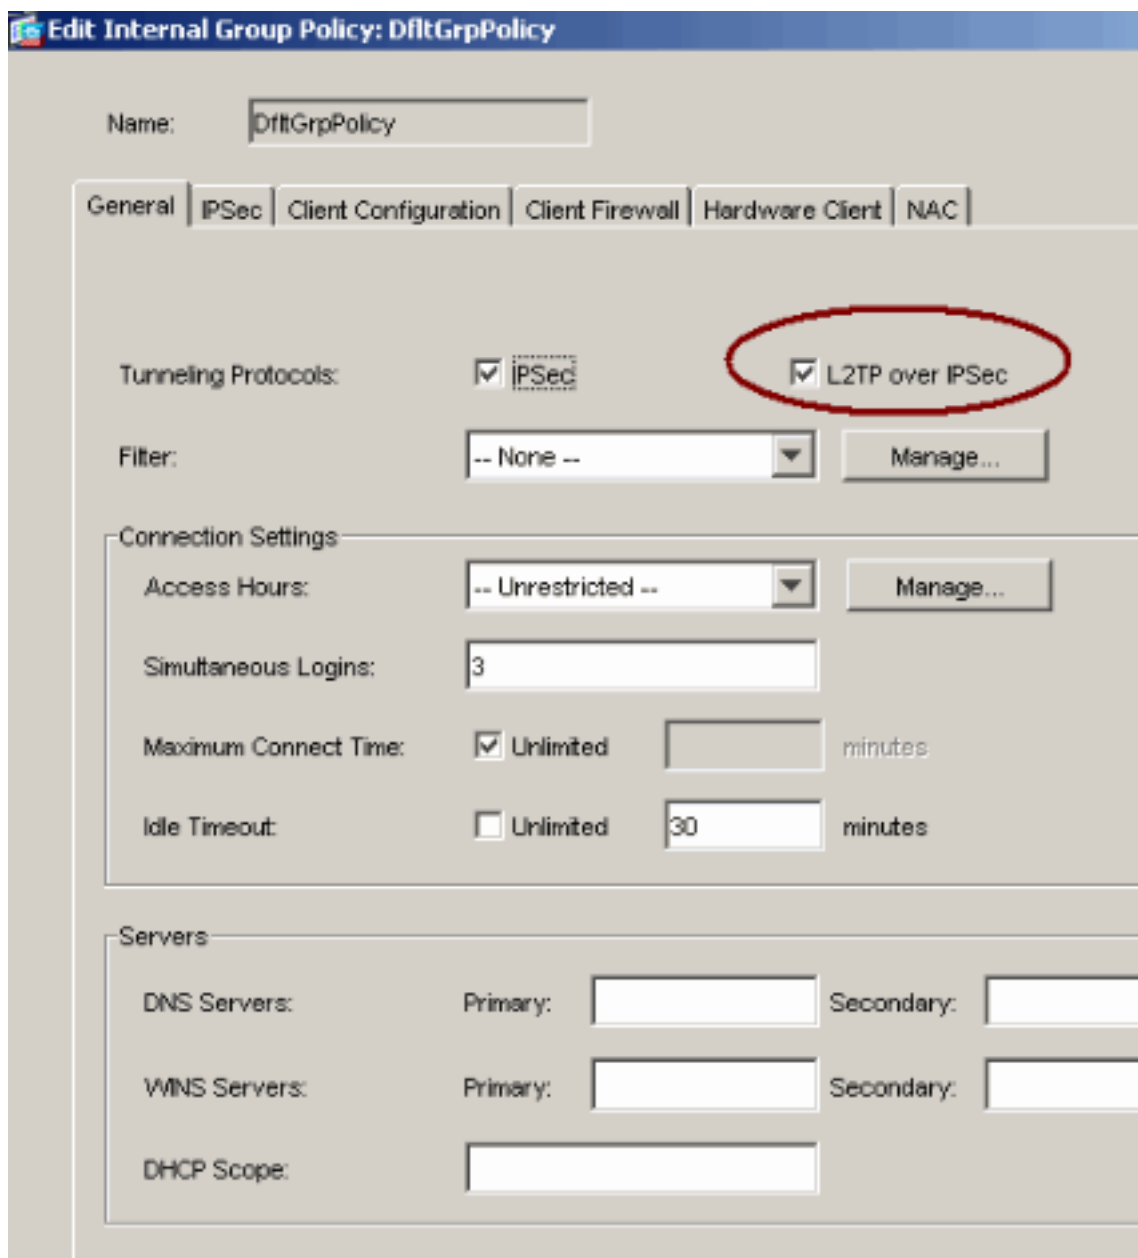 Edit Internal Group Policy: DfltGrpPolicy
Name: DfltGrpPolicy
General IPSec Client Configuration Client Firewall Hardware Client NAC
Tunneling Protocols: IPSec L2TP over IPSec
Filter: -- None -- Manage...
Connection Settings
Access Hours: -- Unrestricted -- Manage...
Simultaneous Logins: 3
Maximum Connect Time: Unlimited minutes
Idle Timeout: Unlimited 30 minutes
Servers
DNS Servers: Primary: Secondary:
WINS Servers: Primary: Secondary:
DHCP Scope: